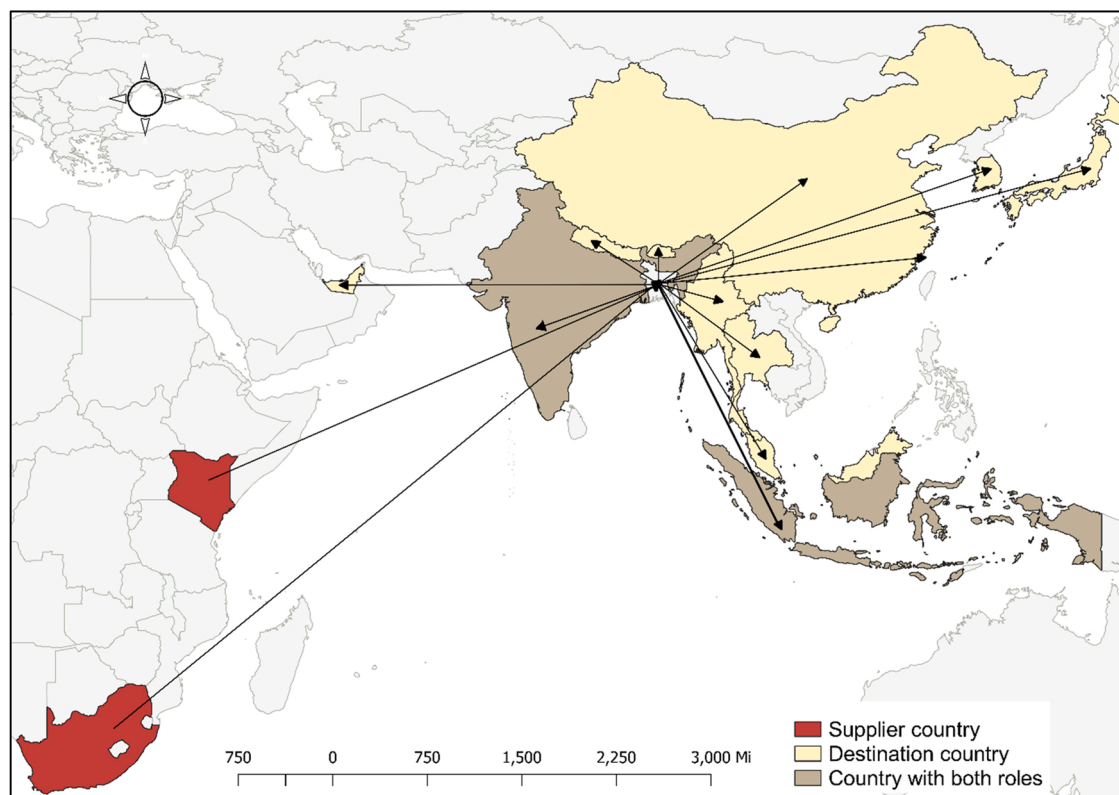 Supplier country
Destination country
Country with both roles
750 0 750 1,500 2,250 3,000 Mi